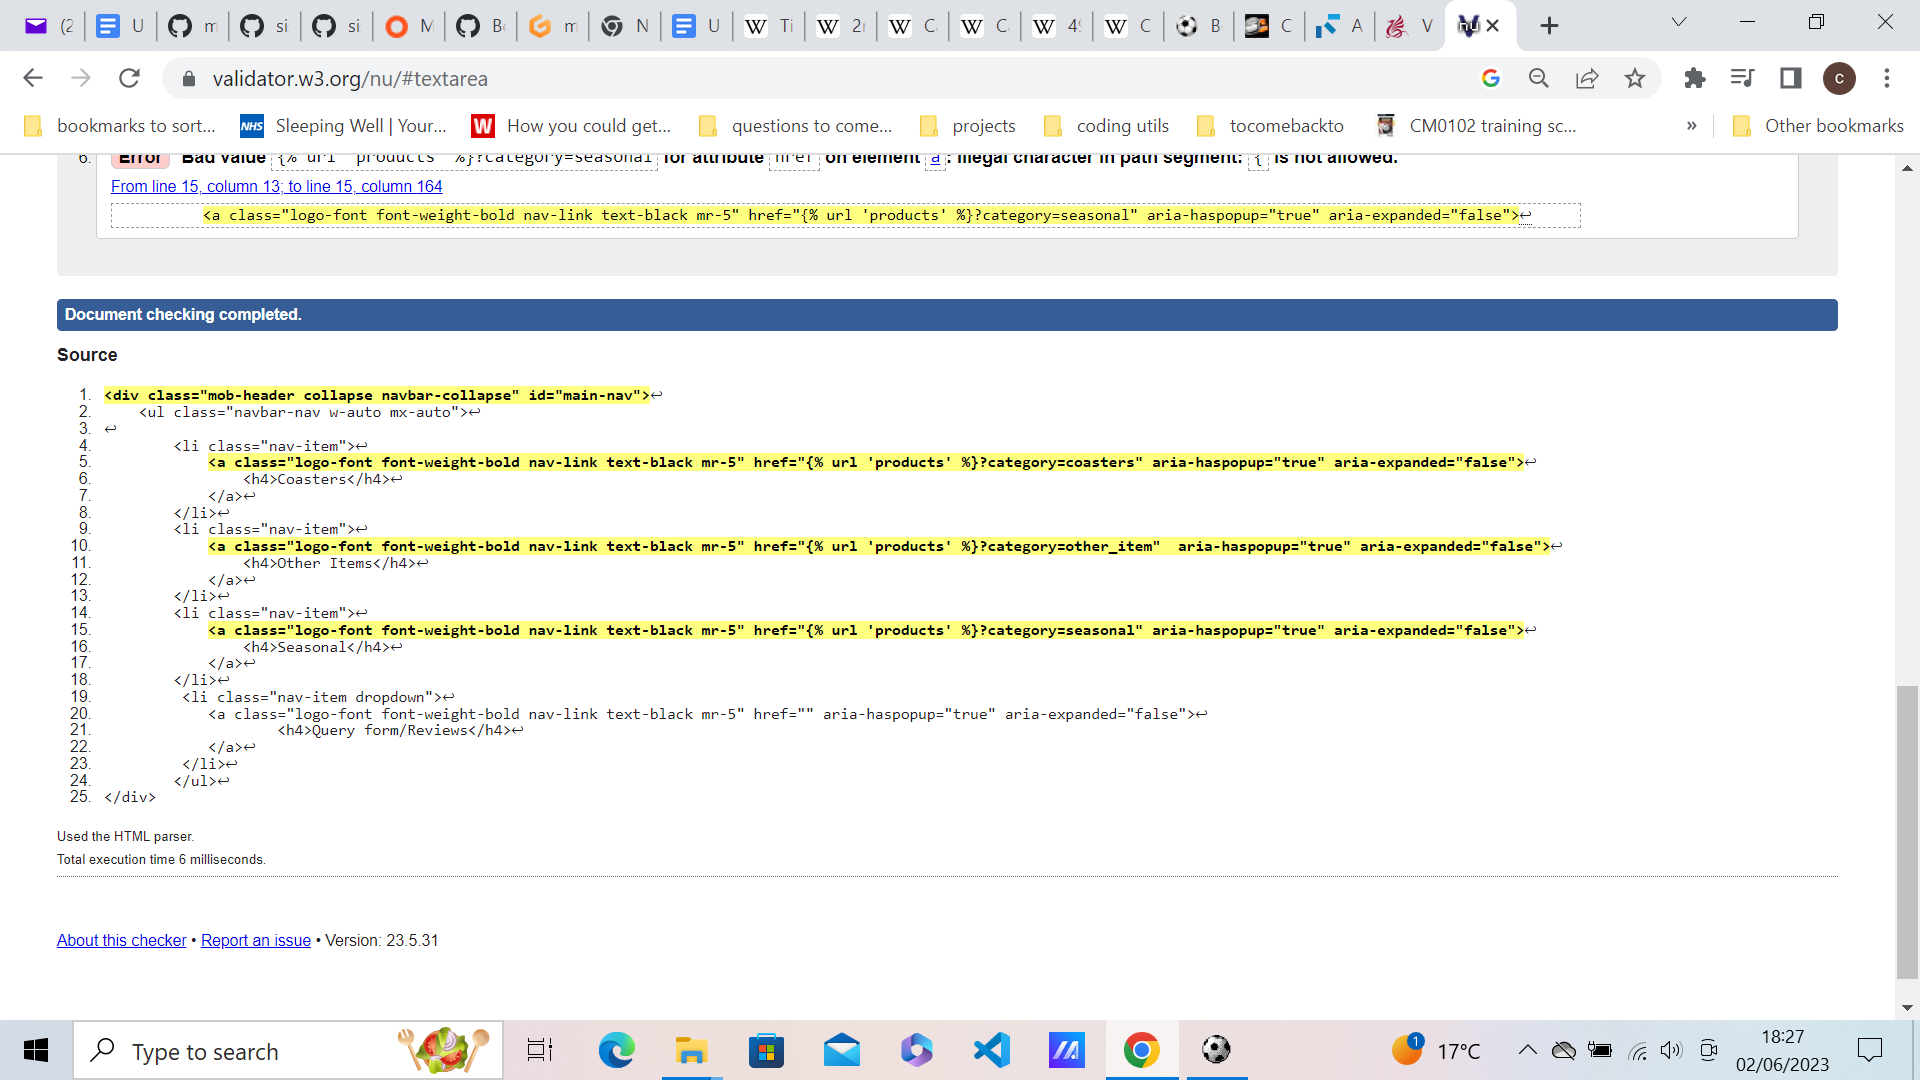 (2 U m si si M Bo m N U Ti 2r C C 49 C B C A V
validator.w3.org/nu/#textarea
c
bookmarks to sort... NHS Sleeping Well | Your... W How you could get... questions to come... projects coding utils tocomebackto CM0102 training sc... » Other bookmarks
6. Error Bad value {% url 'products' %}?category=seasonal for attribute href on element a: Illegal character in path segment: { is not allowed.
From line 15, column 13; to line 15, column 164
<a class="logo-font font-weight-bold nav-link text-black mr-5" href="{% url 'products' %}?category=seasonal" aria-haspopup="true" aria-expanded="false">↩
Document checking completed.
Source
1. <div class="mob-header collapse navbar-collapse" id="main-nav">↩
2. <ul class="navbar-nav w-auto mx-auto">↩
3. ↩
4. <li class="nav-item">↩
5. <a class="logo-font font-weight-bold nav-link text-black mr-5" href="{% url 'products' %}?category=coasters" aria-haspopup="true" aria-expanded="false">↩
6. <h4>Coasters</h4>↩
7. </a>↩
8. </li>↩
9. <li class="nav-item">↩
10. <a class="logo-font font-weight-bold nav-link text-black mr-5" href="{% url 'products' %}?category=other_item"  aria-haspopup="true" aria-expanded="false">↩
11. <h4>Other Items</h4>↩
12. </a>↩
13. </li>↩
14. <li class="nav-item">↩
15. <a class="logo-font font-weight-bold nav-link text-black mr-5" href="{% url 'products' %}?category=seasonal" aria-haspopup="true" aria-expanded="false">↩
16. <h4>Seasonal</h4>↩
17. </a>↩
18. </li>↩
19. <li class="nav-item dropdown">↩
20. <a class="logo-font font-weight-bold nav-link text-black mr-5" href="" aria-haspopup="true" aria-expanded="false">↩
21. <h4>Query form/Reviews</h4>↩
22. </a>↩
23. </li>↩
24. </ul>↩
25. </div>
Used the HTML parser.
Total execution time 6 milliseconds.
About this checker • Report an issue • Version: 23.5.31
Type to search
1 17°C
18:27
02/06/2023